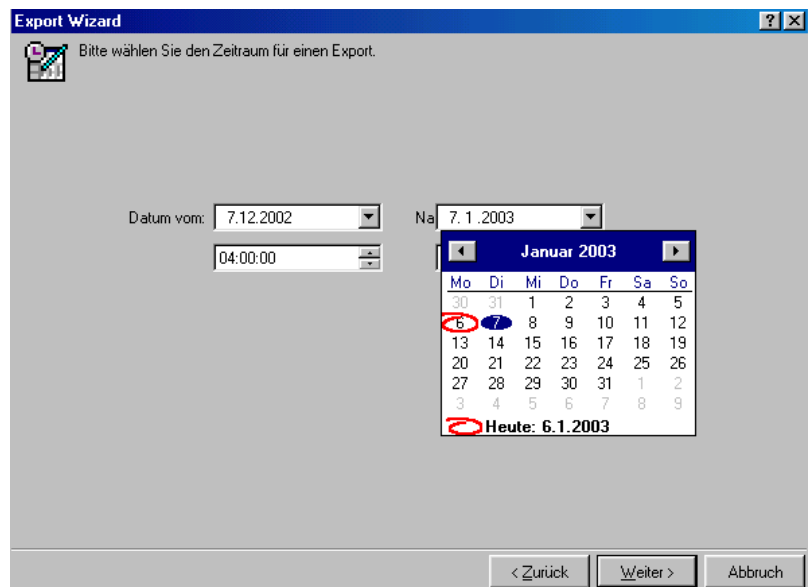 Export Wizard
Bitte wählen Sie den Zeitraum für einen Export.
Datum vom: 7.12.2002 Na 7. 1 .2003
04:00:00
Januar 2003
Mo Di Mi Do Fr Sa So
30 31 1 2 3 4 5
6 7 8 9 10 11 12
13 14 15 16 17 18 19
20 21 22 23 24 25 26
27 28 29 30 31 1 2
3 4 5 6 7 8 9
Heute: 6.1.2003
< Zurück Weiter > Abbruch